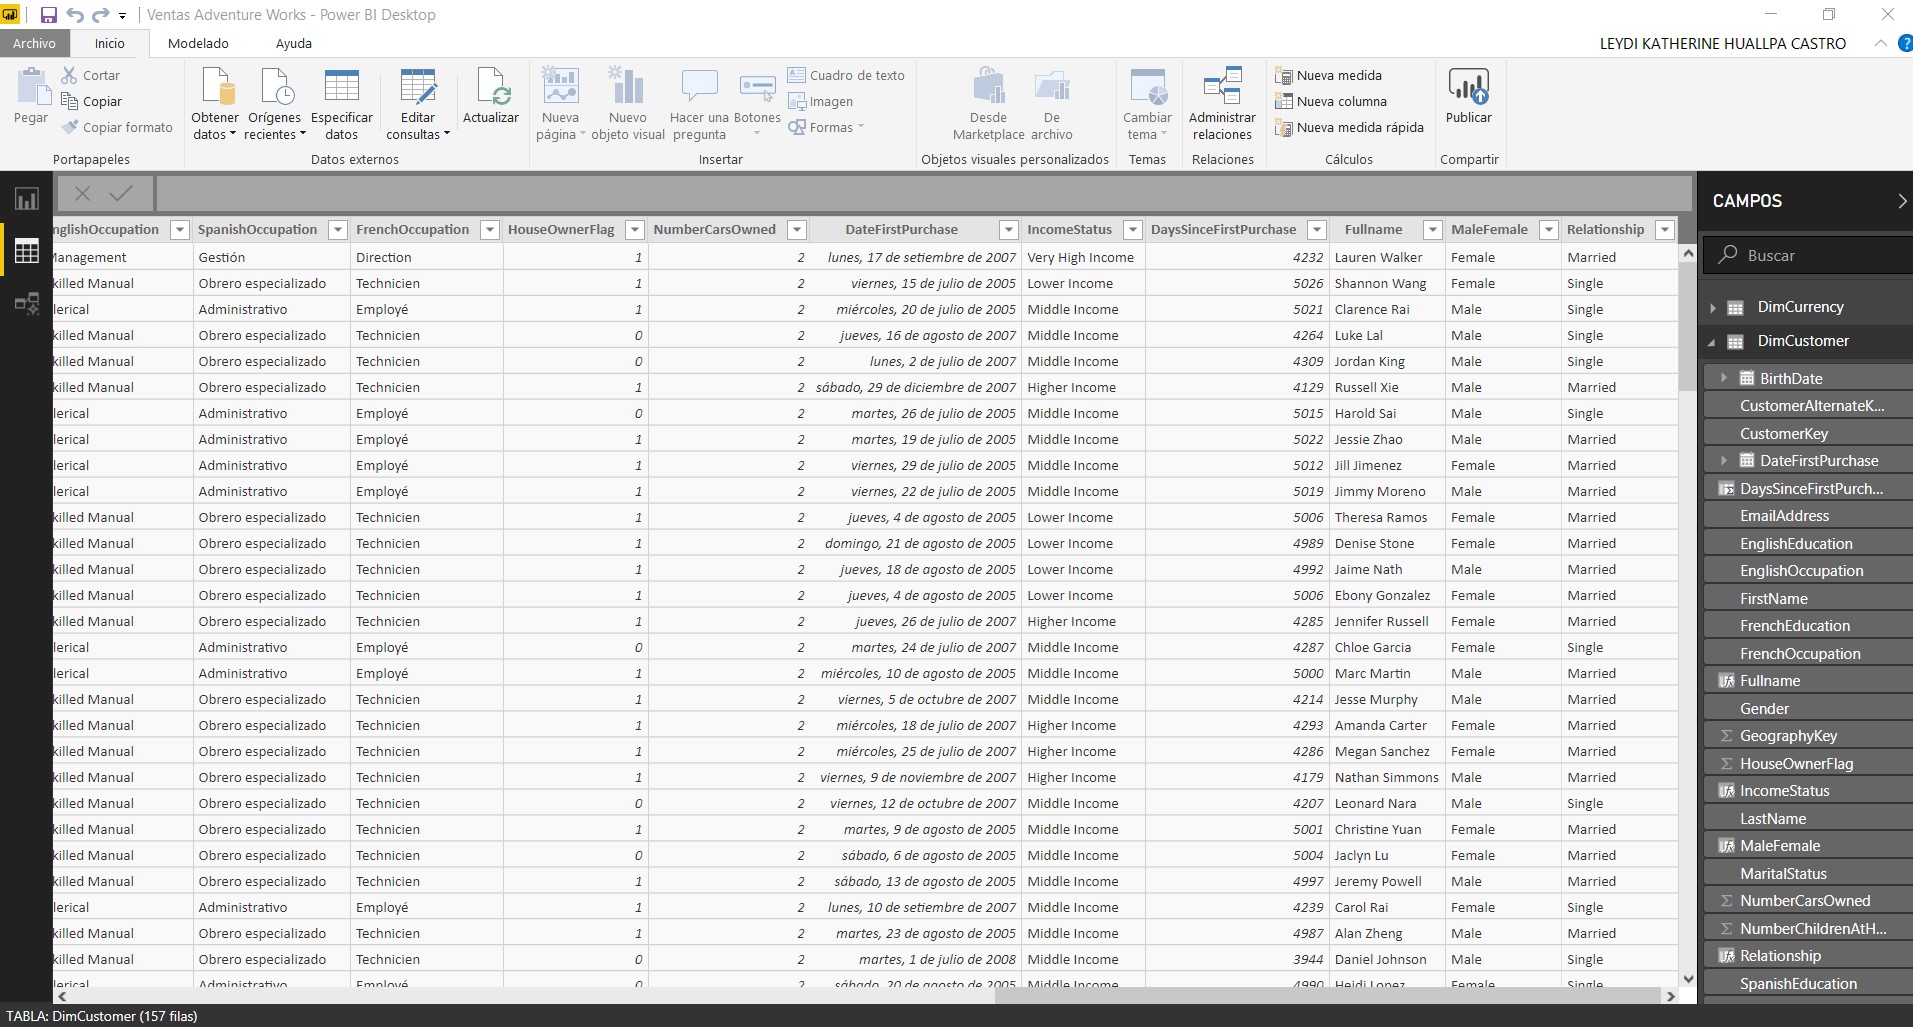 Ventas Adventure Works - Power BI Desktop
Archivo Inicio Modelado Ayuda LEYDI KATHERINE HUALLPA CASTRO ?
Pegar
Cortar
Copiar
Copiar formato
Portapapeles
Obtener datos
Orígenes recientes
Especificar datos
Editar consultas
Actualizar
Datos externos
Nueva página
Nuevo objeto visual
Hacer una pregunta
Botones
Cuadro de texto
Imagen
Formas
Insertar
Desde Marketplace
De archivo
Objetos visuales personalizados
Cambiar tema
Temas
Administrar relaciones
Relaciones
Nueva medida
Nueva columna
Nueva medida rápida
Cálculos
Publicar
Compartir
nglishOccupation SpanishOccupation FrenchOccupation HouseOwnerFlag NumberCarsOwned DateFirstPurchase IncomeStatus DaysSinceFirstPurchase Fullname MaleFemale Relationship
Management Gestión Direction 1 2 lunes, 17 de setiembre de 2007 Very High Income 4232 Lauren Walker Female Married
killed Manual Obrero especializado Technicien 1 2 viernes, 15 de julio de 2005 Lower Income 5026 Shannon Wang Female Single
lerical Administrativo Employé 1 2 miércoles, 20 de julio de 2005 Middle Income 5021 Clarence Rai Male Single
killed Manual Obrero especializado Technicien 0 2 jueves, 16 de agosto de 2007 Middle Income 4264 Luke Lal Male Single
killed Manual Obrero especializado Technicien 0 2 lunes, 2 de julio de 2007 Middle Income 4309 Jordan King Male Single
killed Manual Obrero especializado Technicien 1 2 sábado, 29 de diciembre de 2007 Higher Income 4129 Russell Xie Male Married
lerical Administrativo Employé 0 2 martes, 26 de julio de 2005 Middle Income 5015 Harold Sai Male Single
lerical Administrativo Employé 1 2 martes, 19 de julio de 2005 Middle Income 5022 Jessie Zhao Male Married
lerical Administrativo Employé 1 2 viernes, 29 de julio de 2005 Middle Income 5012 Jill Jimenez Female Married
lerical Administrativo Employé 1 2 viernes, 22 de julio de 2005 Middle Income 5019 Jimmy Moreno Male Married
killed Manual Obrero especializado Technicien 1 2 jueves, 4 de agosto de 2005 Lower Income 5006 Theresa Ramos Female Married
killed Manual Obrero especializado Technicien 1 2 domingo, 21 de agosto de 2005 Lower Income 4989 Denise Stone Female Married
killed Manual Obrero especializado Technicien 1 2 jueves, 18 de agosto de 2005 Lower Income 4992 Jaime Nath Male Married
killed Manual Obrero especializado Technicien 1 2 jueves, 4 de agosto de 2005 Lower Income 5006 Ebony Gonzalez Female Married
killed Manual Obrero especializado Technicien 1 2 jueves, 26 de julio de 2007 Higher Income 4285 Jennifer Russell Female Married
lerical Administrativo Employé 0 2 martes, 24 de julio de 2007 Middle Income 4287 Chloe Garcia Female Single
lerical Administrativo Employé 1 2 miércoles, 10 de agosto de 2005 Middle Income 5000 Marc Martin Male Married
killed Manual Obrero especializado Technicien 1 2 viernes, 5 de octubre de 2007 Middle Income 4214 Jesse Murphy Male Married
killed Manual Obrero especializado Technicien 1 2 miércoles, 18 de julio de 2007 Higher Income 4293 Amanda Carter Female Married
killed Manual Obrero especializado Technicien 1 2 miércoles, 25 de julio de 2007 Higher Income 4286 Megan Sanchez Female Married
killed Manual Obrero especializado Technicien 1 2 viernes, 9 de noviembre de 2007 Higher Income 4179 Nathan Simmons Male Married
killed Manual Obrero especializado Technicien 0 2 viernes, 12 de octubre de 2007 Middle Income 4207 Leonard Nara Male Single
killed Manual Obrero especializado Technicien 1 2 martes, 9 de agosto de 2005 Middle Income 5001 Christine Yuan Female Married
killed Manual Obrero especializado Technicien 0 2 sábado, 6 de agosto de 2005 Middle Income 5004 Jaclyn Lu Female Married
killed Manual Obrero especializado Technicien 1 2 sábado, 13 de agosto de 2005 Middle Income 4997 Jeremy Powell Male Married
lerical Administrativo Employé 1 2 lunes, 10 de setiembre de 2007 Middle Income 4239 Carol Rai Female Single
killed Manual Obrero especializado Technicien 1 2 martes, 23 de agosto de 2005 Middle Income 4987 Alan Zheng Male Married
killed Manual Obrero especializado Technicien 0 2 martes, 1 de julio de 2008 Middle Income 3944 Daniel Johnson Male Single
lerical Administrativo Employé 0 2 sábado, 20 de agosto de 2005 Middle Income 4990 Heidi Lopez Female Single
CAMPOS
Buscar
DimCurrency
DimCustomer
BirthDate
CustomerAlternateK...
CustomerKey
DateFirstPurchase
DaysSinceFirstPurch...
EmailAddress
EnglishEducation
EnglishOccupation
FirstName
FrenchEducation
FrenchOccupation
Fullname
Gender
GeographyKey
HouseOwnerFlag
IncomeStatus
LastName
MaleFemale
MaritalStatus
NumberCarsOwned
NumberChildrenAtH...
Relationship
SpanishEducation
TABLA: DimCustomer (157 filas)